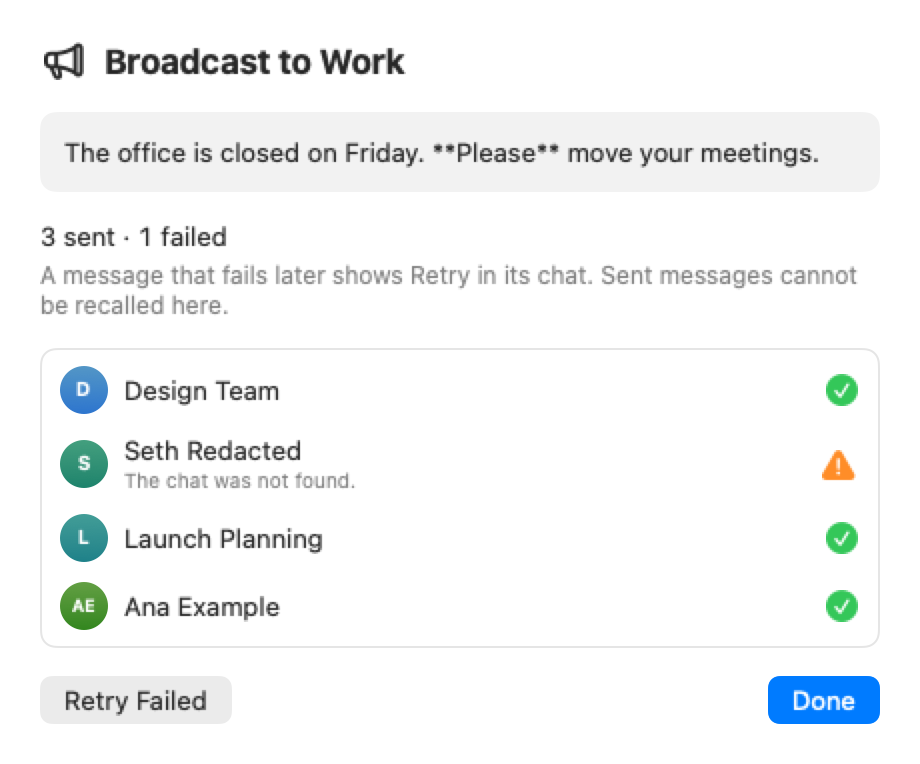 Broadcast to Work
The office is closed on Friday. **Please** move your meetings.
3 sent · 1 failed
A message that fails later shows Retry in its chat. Sent messages cannot
be recalled here.
D
Design Team
S
Seth Redacted
The chat was not found.
L
Launch Planning
AE
Ana Example
Retry Failed
Done